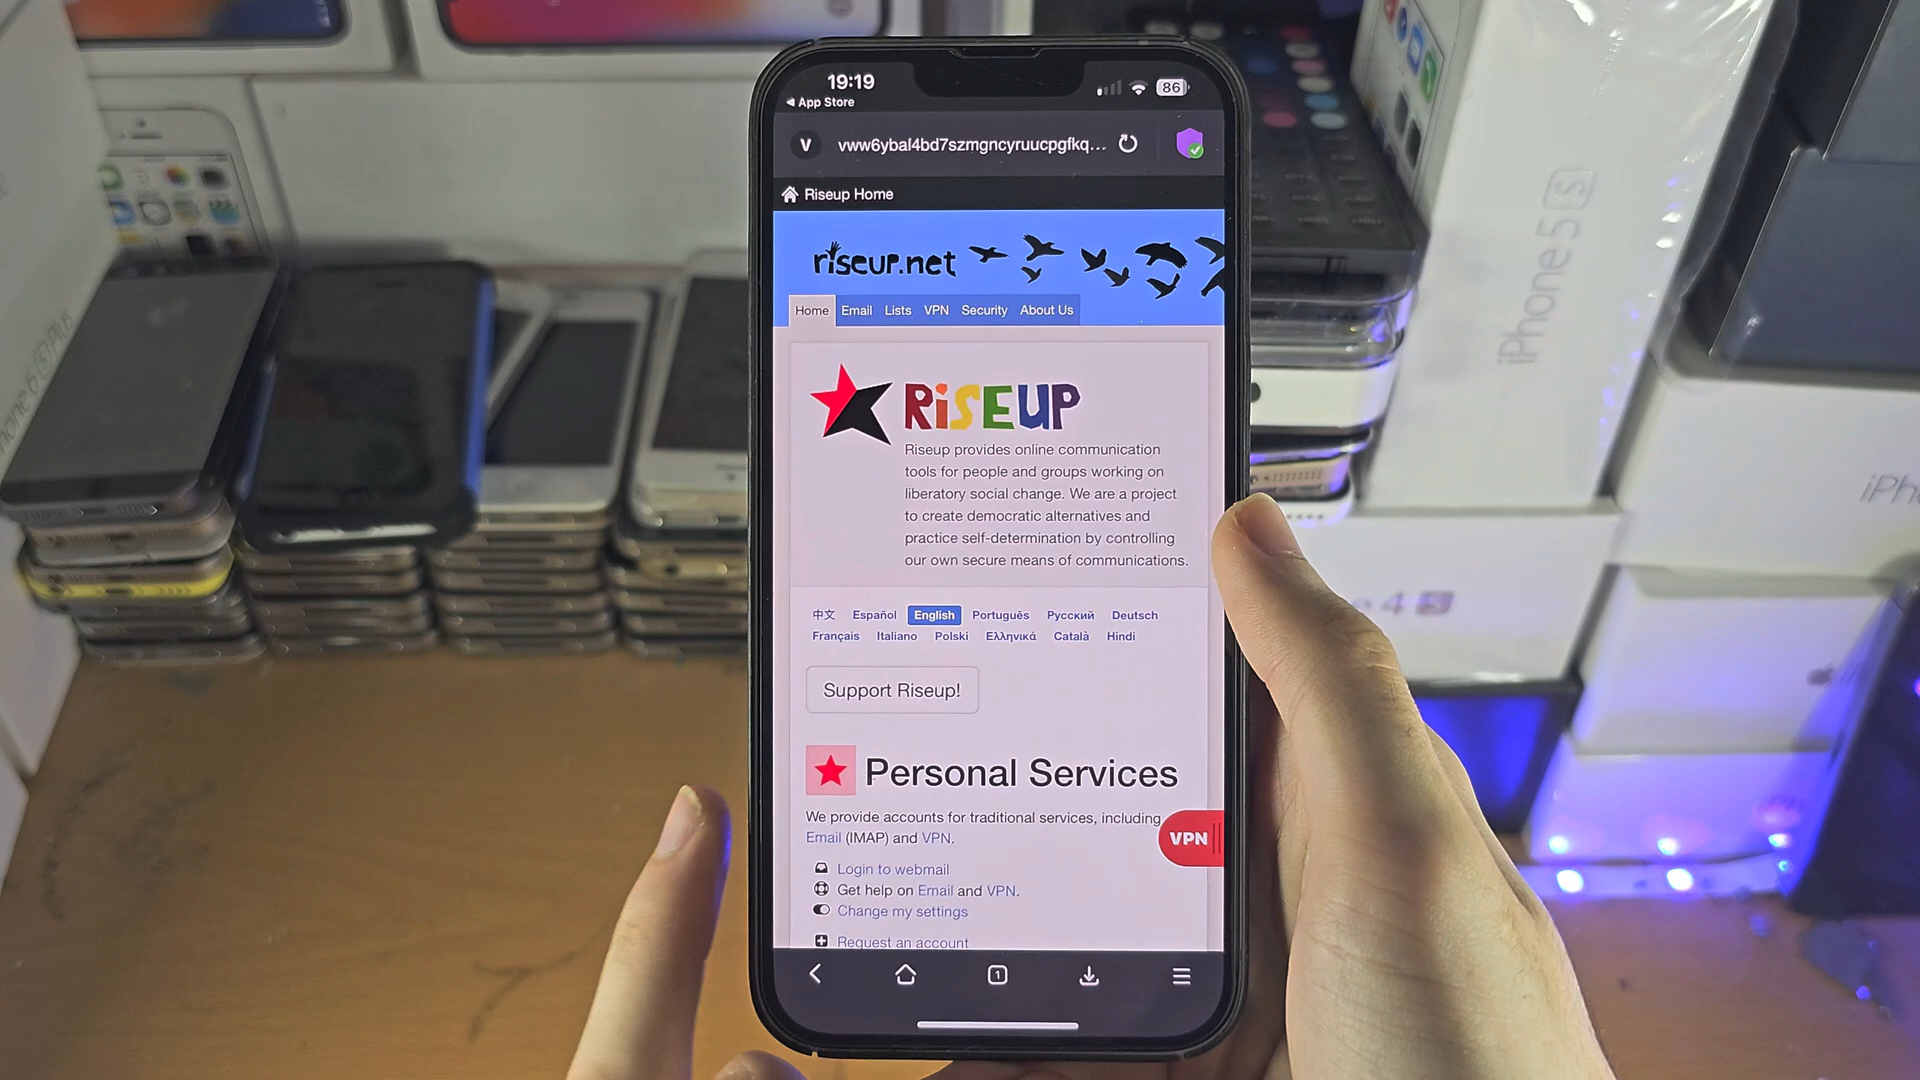 19:19
86
App Store
V
vww6ybal4bd7szmgncyruucpgfkq...
Riseup Home
riseup.net
Home Email Lists VPN Security About Us
RiSEUP
Riseup provides online communication
tools for people and groups working on
liberatory social change. We are a project
to create democratic alternatives and
practice self-determination by controlling
our own secure means of communications.
中文 Español English Português Русский Deutsch
Français Italiano Polski Ελληνικά Català Hindi
Support Riseup!
Personal Services
We provide accounts for traditional services, including
Email (IMAP) and VPN.
VPN
Login to webmail
Get help on Email and VPN.
Change my settings
Request an account
1
iPhone 5 S
4 S
6 S Plus